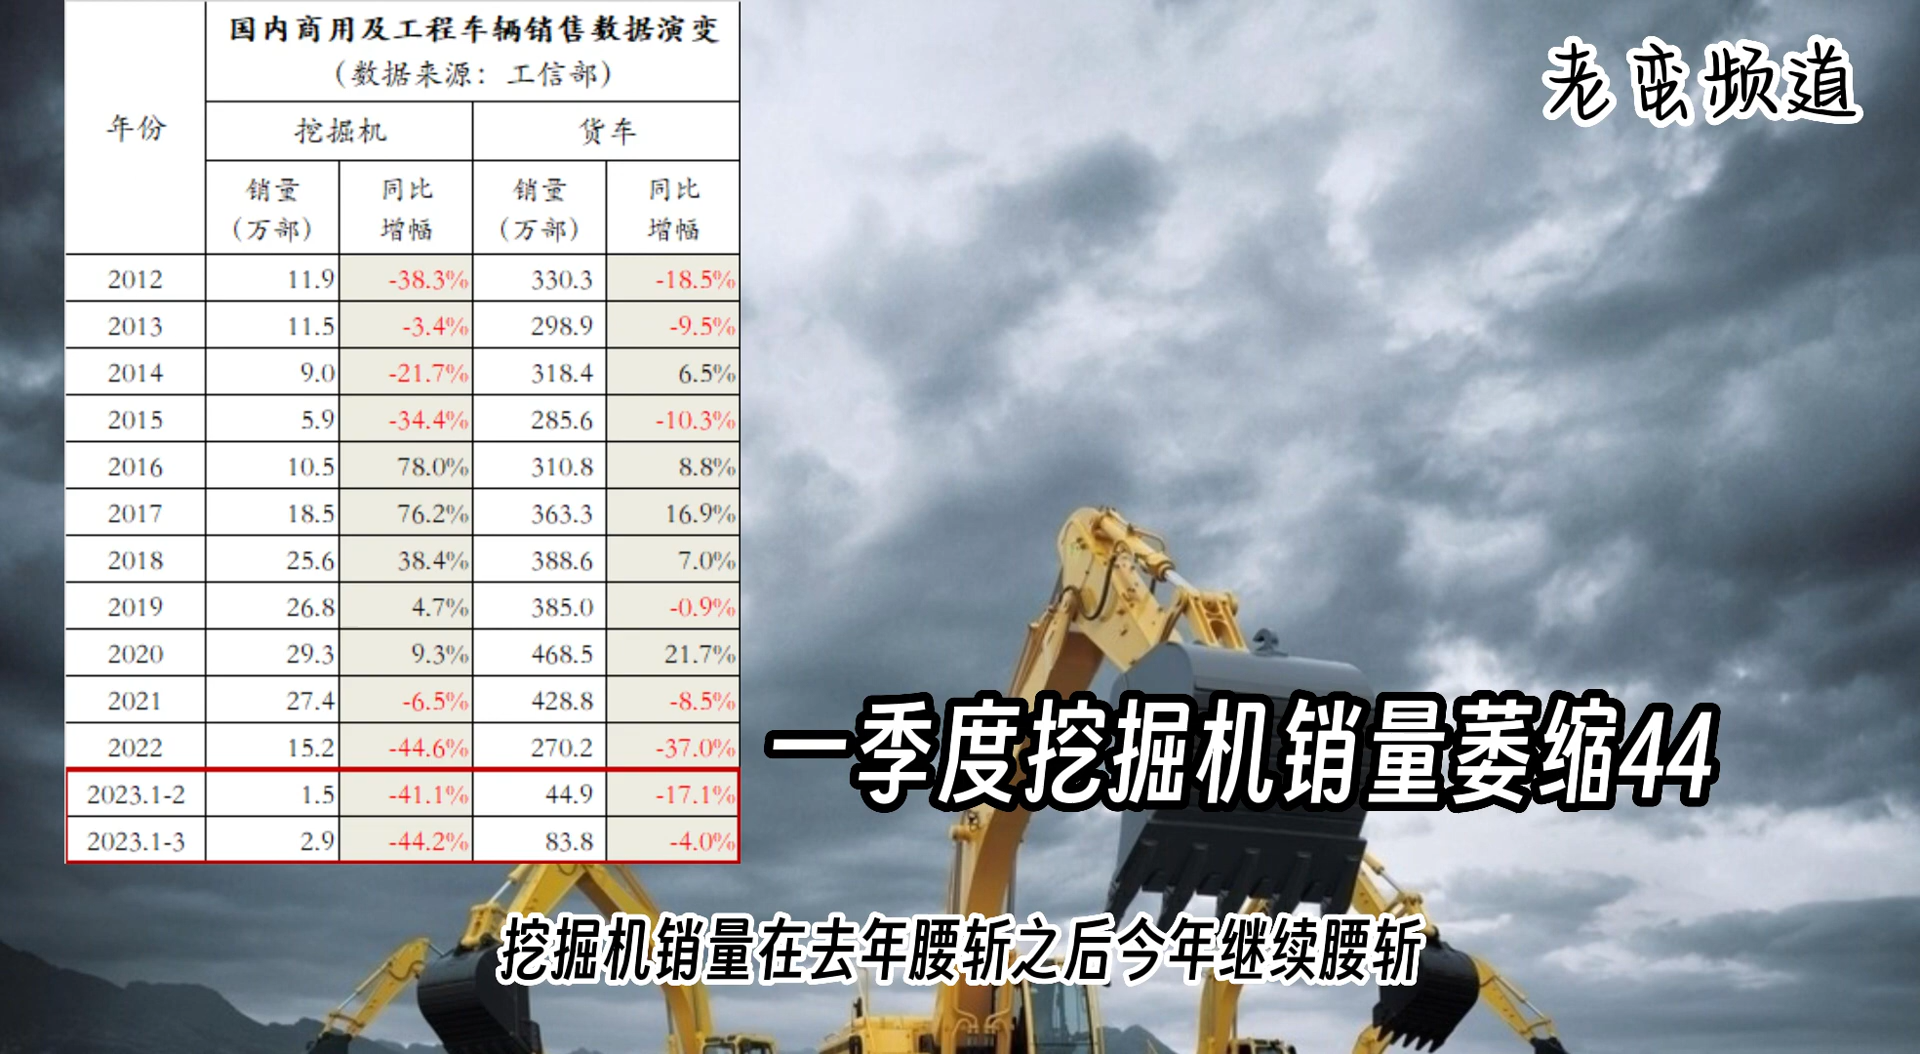 国内商用及工程车辆销售数据演变
（数据来源：工信部）
年份
挖掘机 货车
销量 同比 销量 同比
（万部） 增幅 （万部） 增幅
2012 11.9 -38.3% 330.3 -18.5%
2013 11.5 -3.4% 298.9 -9.5%
2014 9.0 -21.7% 318.4 6.5%
2015 5.9 -34.4% 285.6 -10.3%
2016 10.5 78.0% 310.8 8.8%
2017 18.5 76.2% 363.3 16.9%
2018 25.6 38.4% 388.6 7.0%
2019 26.8 4.7% 385.0 -0.9%
2020 29.3 9.3% 468.5 21.7%
2021 27.4 -6.5% 428.8 -8.5%
2022 15.2 -44.6% 270.2 -37.0%
2023.1-2 1.5 -41.1% 44.9 -17.1%
2023.1-3 2.9 -44.2% 83.8 -4.0%
老蛮频道
一季度挖掘机销量萎缩44
挖掘机销量在去年腰斩之后今年继续腰斩